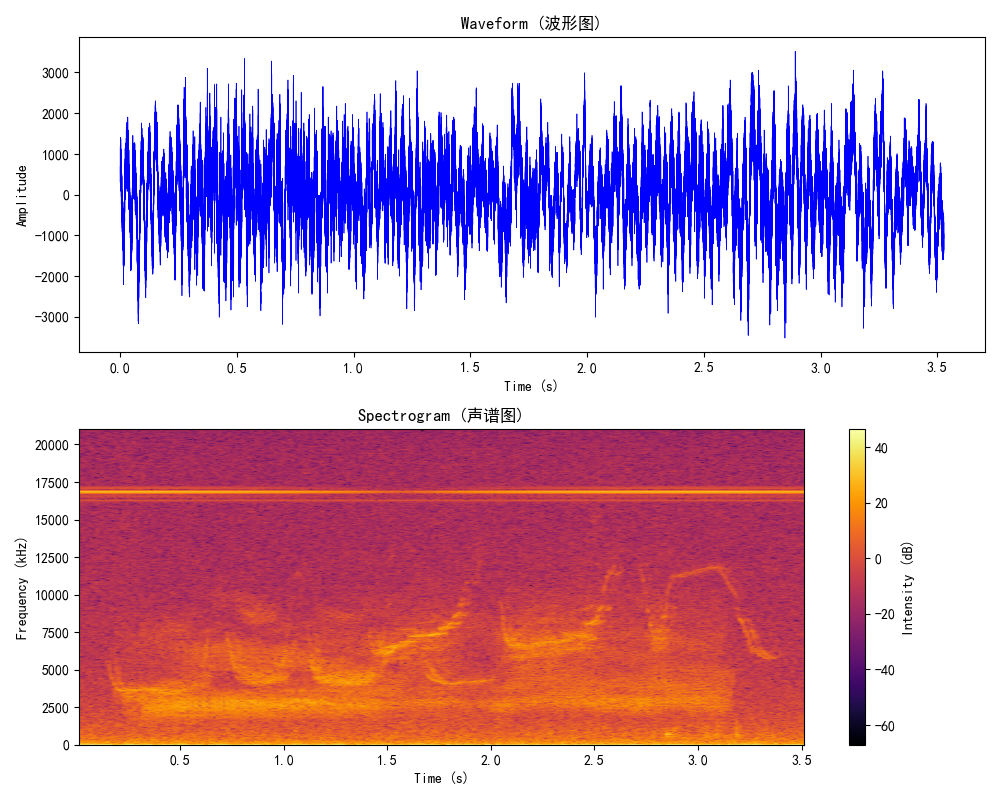 Waveform (波形图)
3000
2000
1000
0
−1000
−2000
−3000
Amplitude
0.0 0.5 1.0 1.5 2.0 2.5 3.0 3.5
Time (s)
Spectrogram (声谱图)
20000
17500
15000
12500
10000
7500
5000
2500
0
Frequency (kHz)
0.5 1.0 1.5 2.0 2.5 3.0 3.5
Time (s)
40
20
0
−20
−40
−60
Intensity (dB)